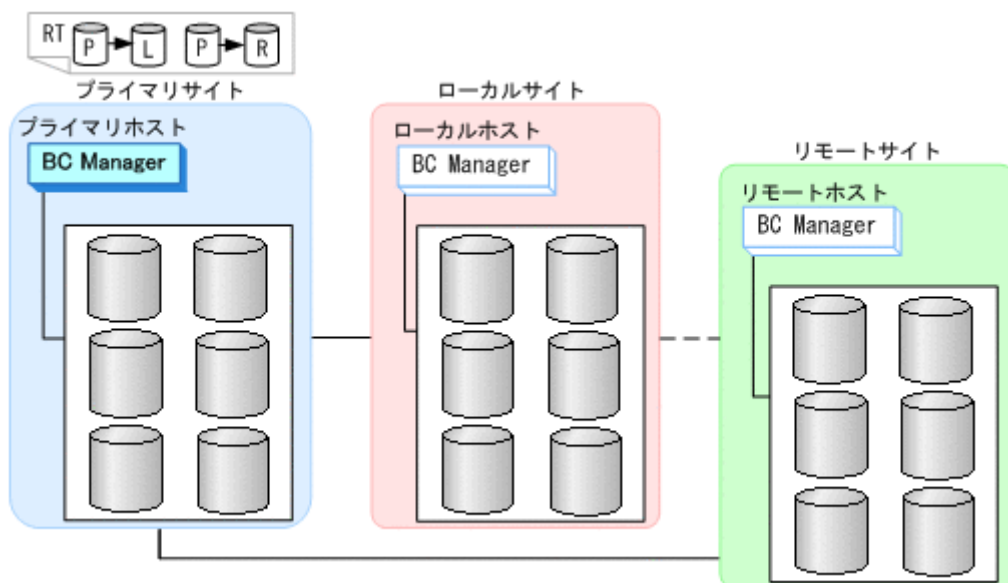 RT P L P R
プライマリサイト
プライマリホスト
BC Manager
ローカルサイト
ローカルホスト
BC Manager
リモートサイト
リモートホスト
BC Manager